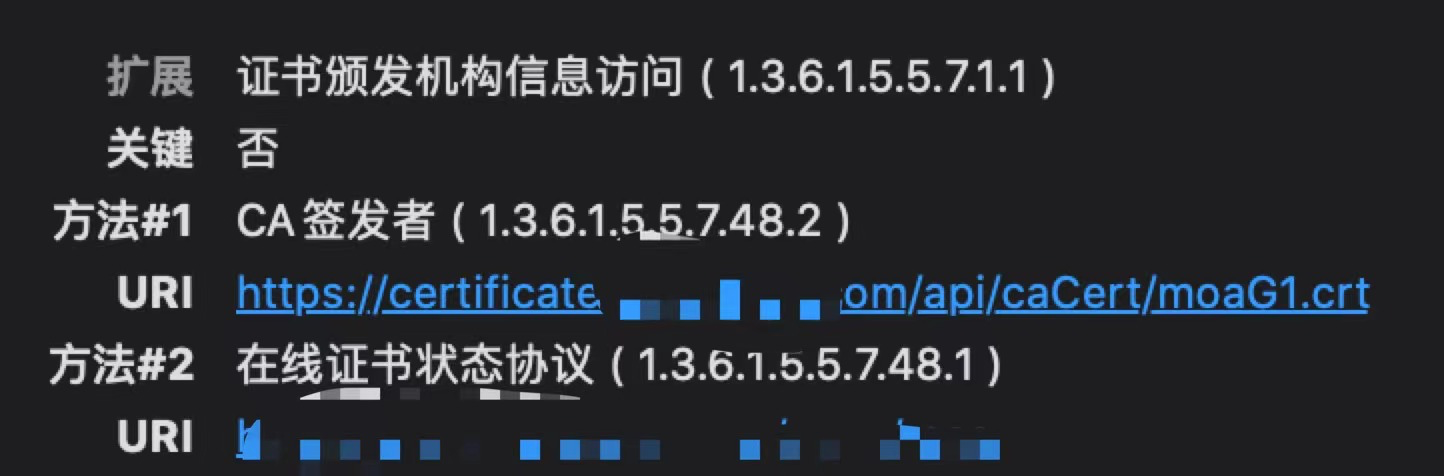 扩展 证书颁发机构信息访问 ( 1.3.6.1.5.5.7.1.1 )
关键 否
方法#1 CA 签发者 ( 1.3.6.1.5.5.7.48.2 )
URI https://certificate om/api/caCert/moaG1.crt
方法#2 在线证书状态协议 ( 1.3.6.1.5.5.7.48.1 )
URI